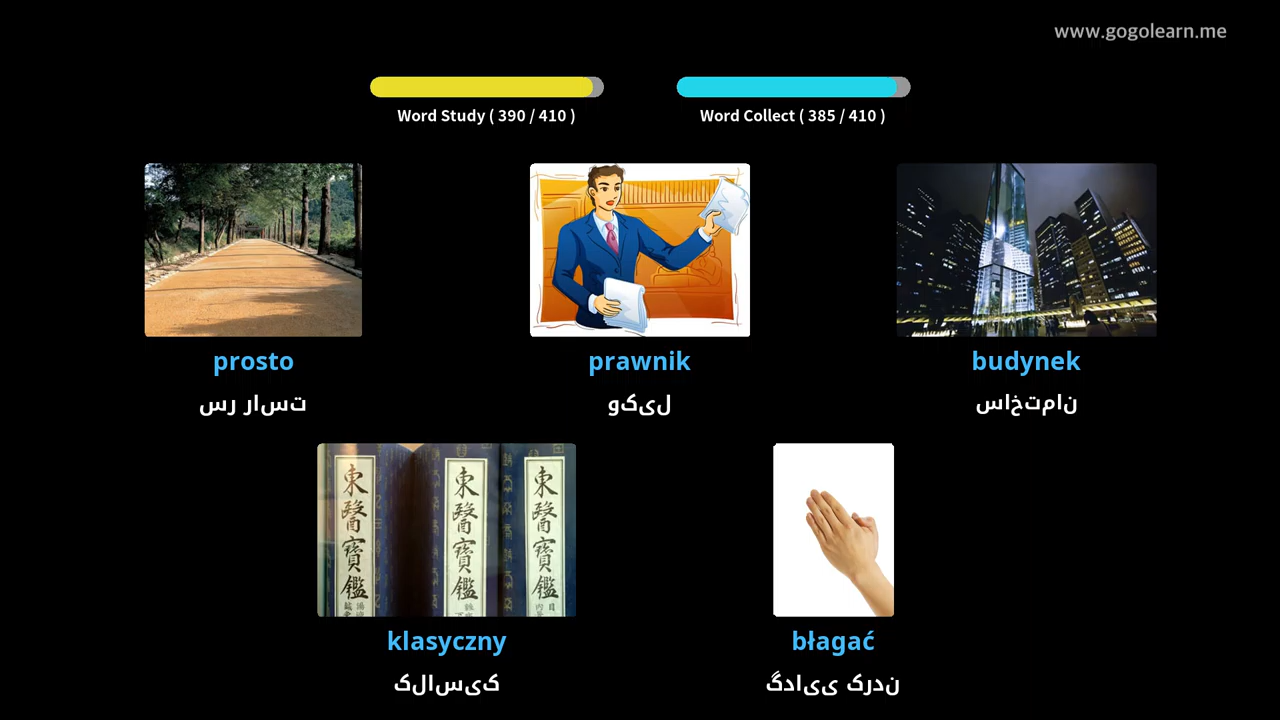 www.gogolearn.me
Word Study ( 390 / 410 )
Word Collect ( 385 / 410 )
prosto
prawnik
budynek
تسار رس
لیکو
نامتخاس
東醫寶鑑
東醫寶鑑
東醫寶鑑
klasyczny
błagać
کیسالک
ندرک ییادگ